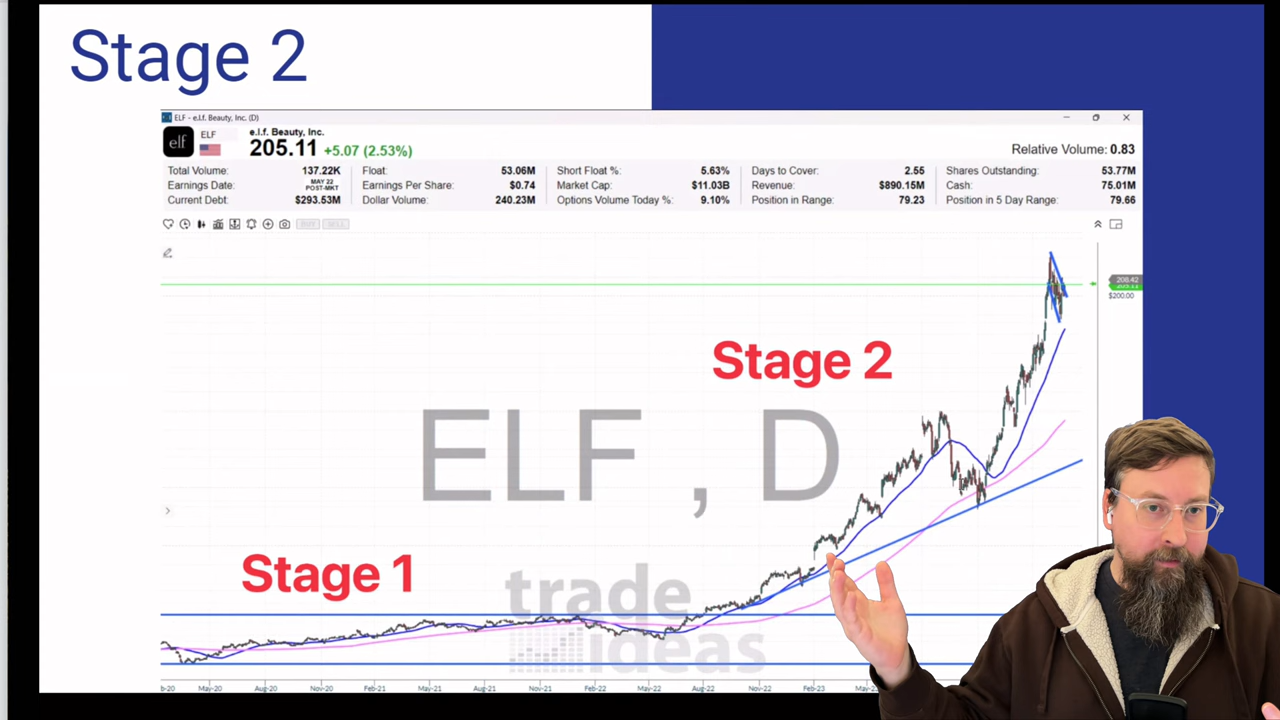 Stage 2
ELF - e.l.f. Beauty, Inc. (D)
elf
ELF
e.l.f. Beauty, Inc.
205.11 +5.07 (2.53%)
Relative Volume: 0.83
Total Volume: 137.22K Float: 53.06M Short Float %: 5.63% Days to Cover: 2.55 Shares Outstanding: 53.77M
Earnings Date: MAY 22 POST-MKT Earnings Per Share: $0.74 Market Cap: $11.03B Revenue: $890.15M Cash: 75.01M
Current Debt: $293.53M Dollar Volume: 240.23M Options Volume Today %: 9.10% Position in Range: 79.23 Position in 5 Day Range: 79.66
BUY SELL
208.42
$200.00
Stage 2
ELF , D
Stage 1
trade
ideas
b-20 May-20 Aug-20 Nov-20 Feb-21 May-21 Aug-21 Nov-21 Feb-22 May-22 Aug-22 Nov-22 Feb-23 May-23